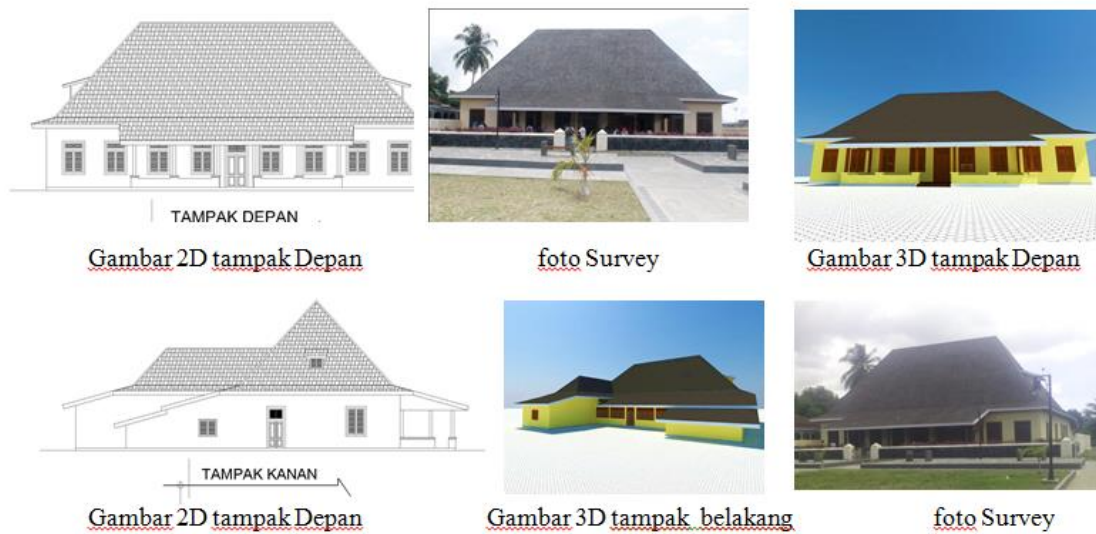 TAMPAK DEPAN
Gambar 2D tampak Depan
foto Survey
Gambar 3D tampak Depan
TAMPAK KANAN
Gambar 2D tampak Depan
Gambar 3D tampak belakang
foto Survey